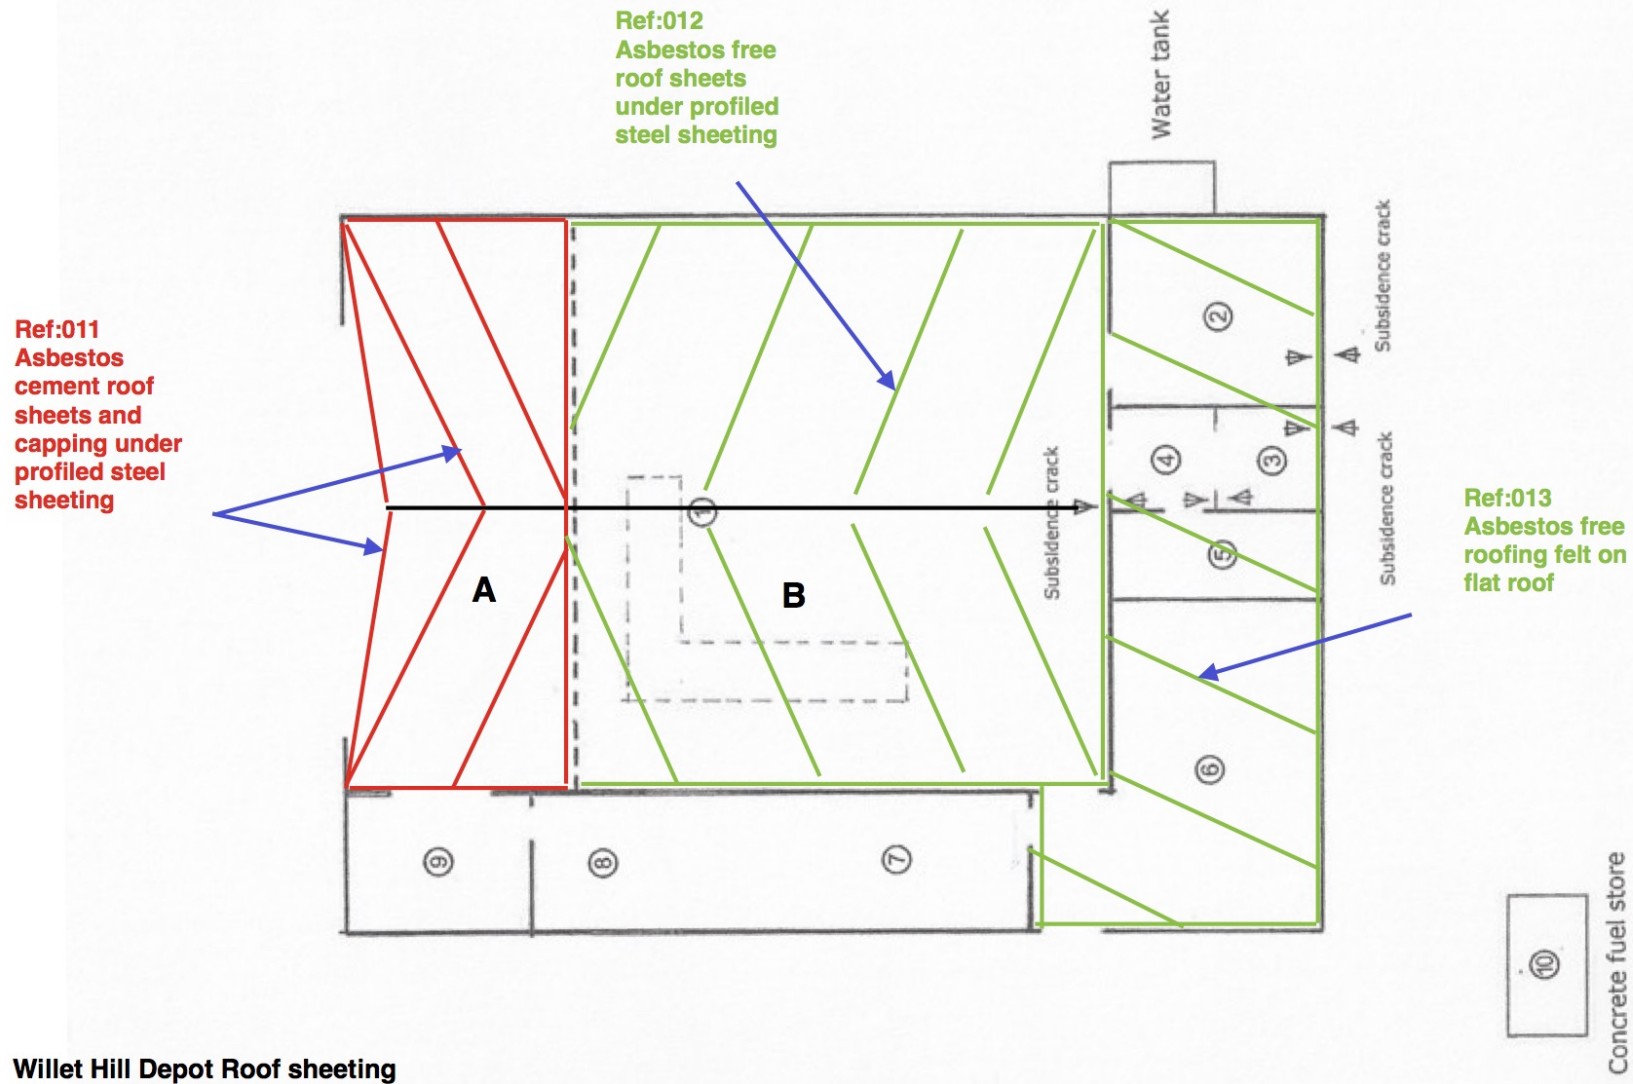 Ref:012
Asbestos free
roof sheets
under profiled
steel sheeting
Water tank
Subsidence crack
Ref:011
Asbestos
cement roof
sheets and
capping under
profiled steel
sheeting
2
4
3
1
Subsidence crack
Subsidence crack
5
Ref:013
Asbestos free
roofing felt on
flat roof
A
B
6
9
8
7
10
Concrete fuel store
Willet Hill Depot Roof sheeting